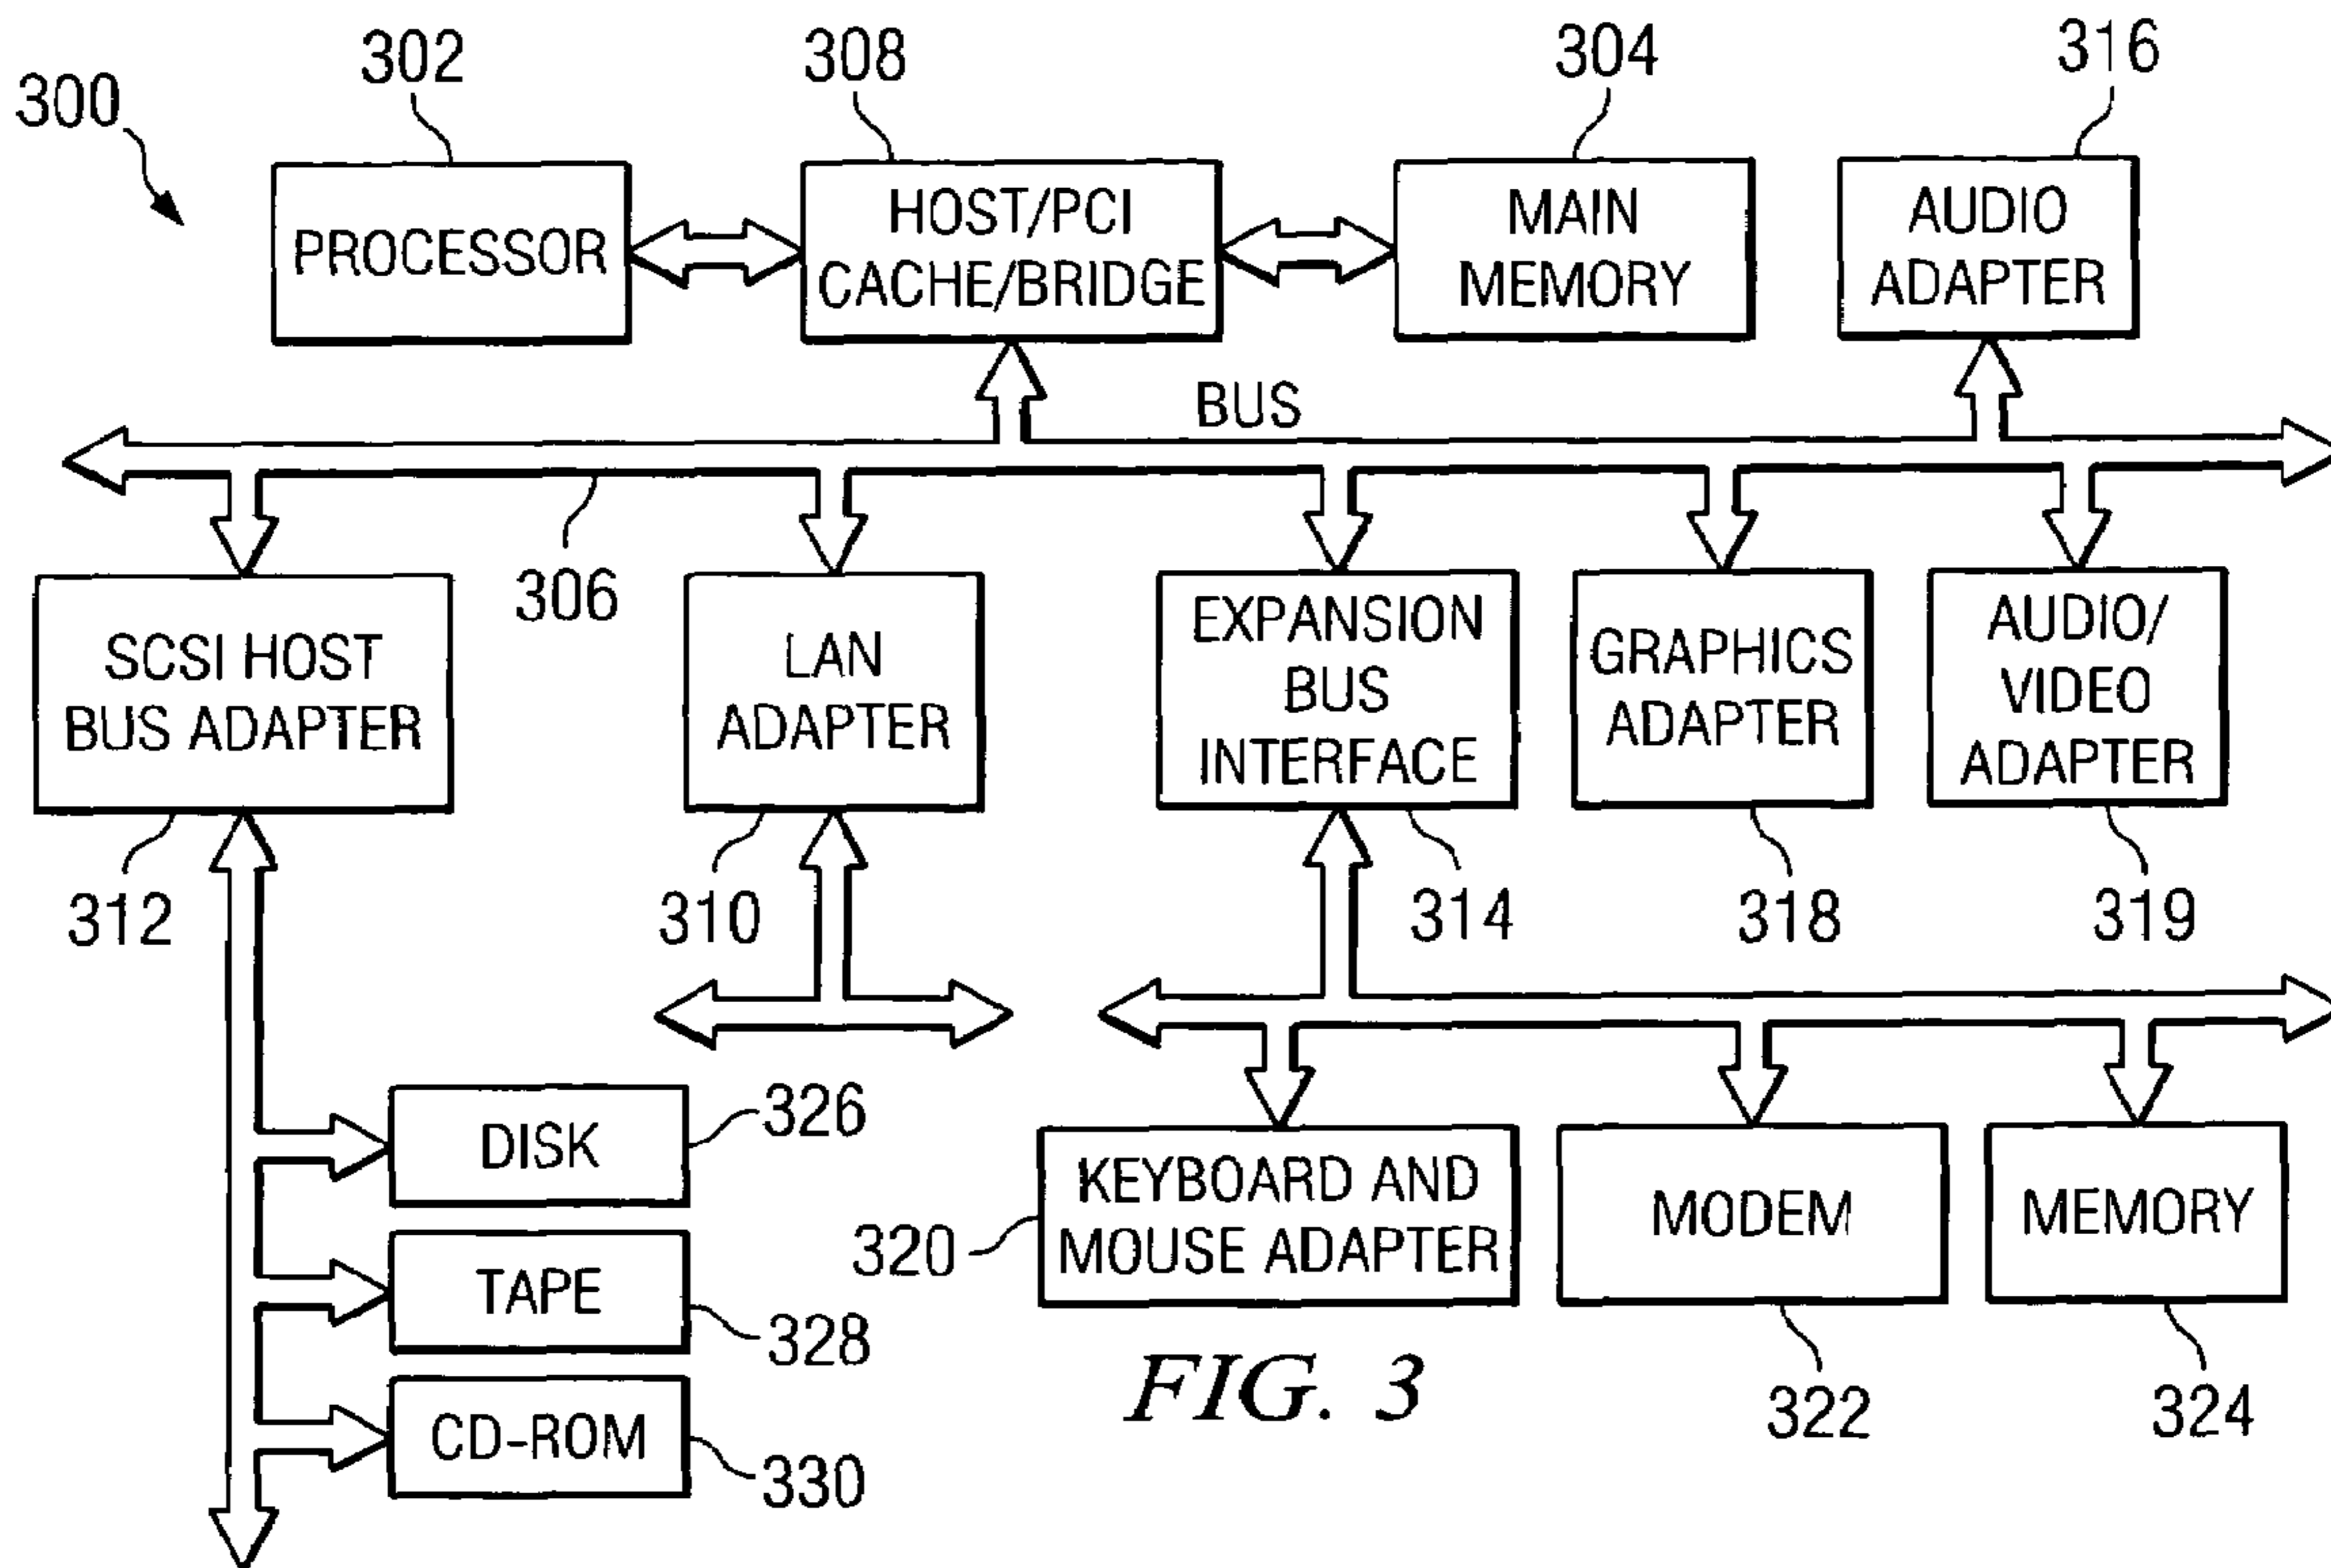 302
308
304
316
300
PROCESSOR
HOST/PCI
CACHE/BRIDGE
MAIN
MEMORY
AUDIO
ADAPTER
BUS
306
SCSI HOST
BUS ADAPTER
LAN
ADAPTER
EXPANSION
BUS
INTERFACE
GRAPHICS
ADAPTER
AUDIO/
VIDEO
ADAPTER
312
310
314
318
319
DISK
326
TAPE
328
CD-ROM
330
320
KEYBOARD AND
MOUSE ADAPTER
MODEM
MEMORY
322
324
FIG. 3